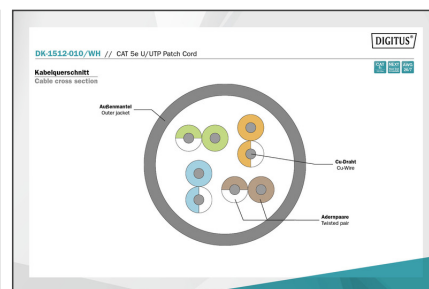 DIGITUS®
DK-1512-010/WH // CAT 5e U/UTP Patch Cord
Kabelquerschnitt
Cable cross section
Außenmantel
Outer jacket
Cu-Draht
Cu-Wire
Adernpaare
Twisted pair